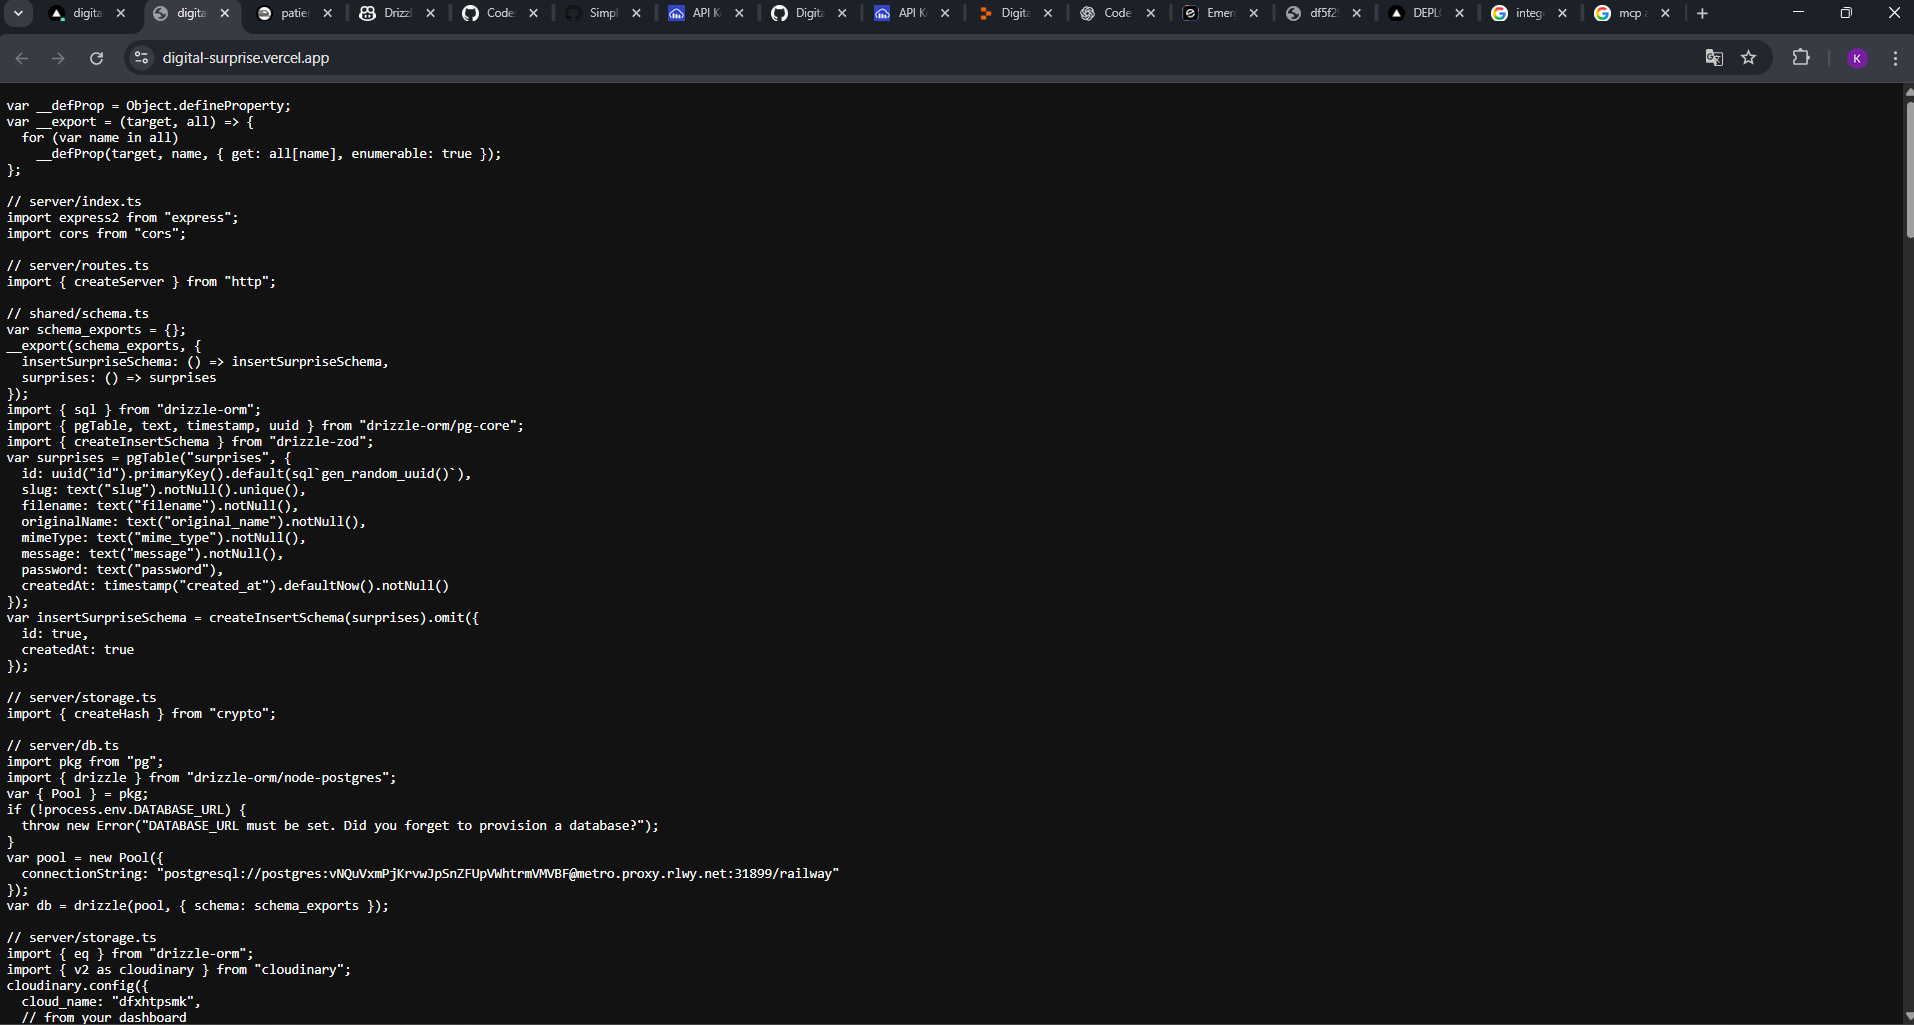 digita
digita
patie
Drizzl
Code
Simpl
API K
Digita
API K
Digita
Code
Emer
df5f2
DEPL
integ
mcp
digital-surprise.vercel.app
K
var __defProp = Object.defineProperty;
var __export = (target, all) => {
  for (var name in all)
    __defProp(target, name, { get: all[name], enumerable: true });
};
// server/index.ts
import express2 from "express";
import cors from "cors";
// server/routes.ts
import { createServer } from "http";
// shared/schema.ts
var schema_exports = {};
__export(schema_exports, {
  insertSurpriseSchema: () => insertSurpriseSchema,
  surprises: () => surprises
});
import { sql } from "drizzle-orm";
import { pgTable, text, timestamp, uuid } from "drizzle-orm/pg-core";
import { createInsertSchema } from "drizzle-zod";
var surprises = pgTable("surprises", {
  id: uuid("id").primaryKey().default(sql`gen_random_uuid()`),
  slug: text("slug").notNull().unique(),
  filename: text("filename").notNull(),
  originalName: text("original_name").notNull(),
  mimeType: text("mime_type").notNull(),
  message: text("message").notNull(),
  password: text("password"),
  createdAt: timestamp("created_at").defaultNow().notNull()
});
var insertSurpriseSchema = createInsertSchema(surprises).omit({
  id: true,
  createdAt: true
});
// server/storage.ts
import { createHash } from "crypto";
// server/db.ts
import pkg from "pg";
import { drizzle } from "drizzle-orm/node-postgres";
var { Pool } = pkg;
if (!process.env.DATABASE_URL) {
  throw new Error("DATABASE_URL must be set. Did you forget to provision a database?");
}
var pool = new Pool({
  connectionString: "postgresql://postgres:vNQuVxmPjKrvwJpSnZFUpVWhtrmVMVBF@metro.proxy.rlwy.net:31899/railway"
});
var db = drizzle(pool, { schema: schema_exports });
// server/storage.ts
import { eq } from "drizzle-orm";
import { v2 as cloudinary } from "cloudinary";
cloudinary.config({
  cloud_name: "dfxhtpsmk",
  // from your dashboard